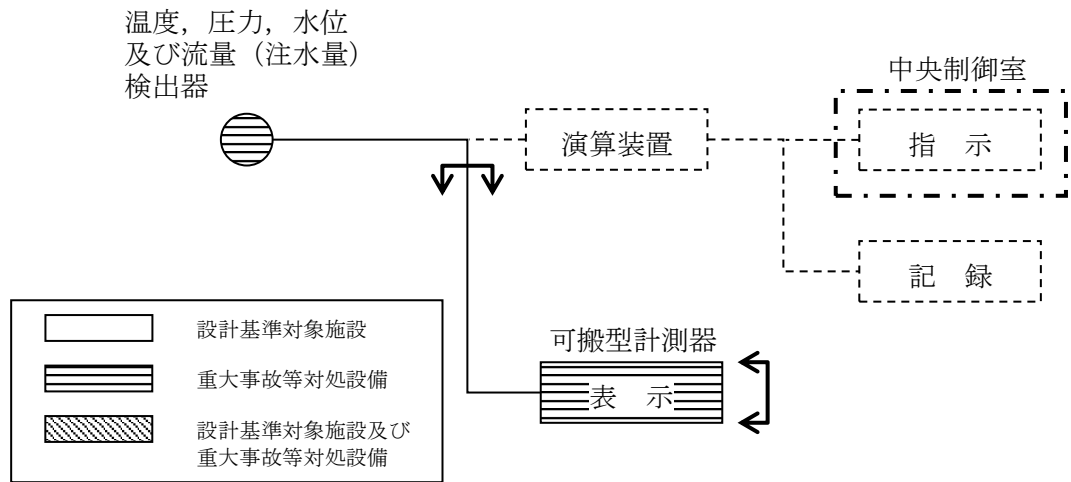 温度，圧力，水位
及び流量（注水量）
検出器
演算装置
中央制御室
指　示
記　録
可搬型計測器
表　示
設計基準対象施設
重大事故等対処設備
設計基準対象施設及び
重大事故等対処設備